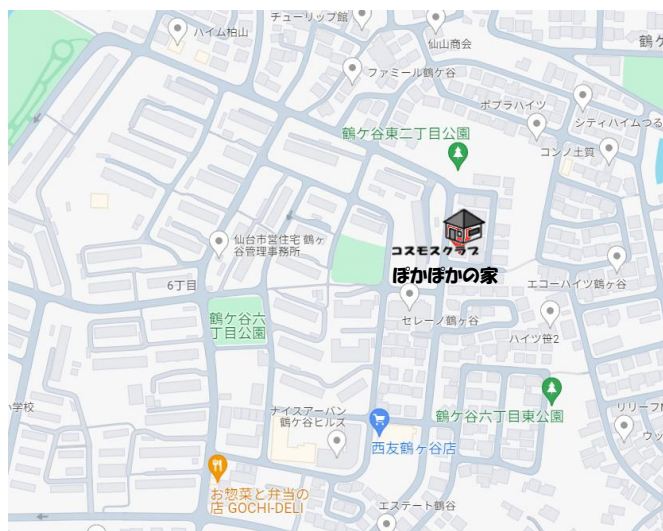 チューリップ館
ハイム柏山
仙山商会
鶴ケ
ファミール鶴ケ谷
ポプラハイツ
シティハイムつる
鶴ケ谷東二丁目公園
コンノ土質
仙台市営住宅 鶴ケ
谷管理事務所
コスモスクラブ
ぽかぽかの家
エコーハイツ鶴ヶ谷
6丁目
鶴ケ谷六
丁目公園
セレーノ鶴ヶ谷
ハイツ笹2
小学校
ナイスアーバン
鶴ケ谷ヒルズ
鶴ケ谷六丁目東公園
リリーフM
ウッ
西友鶴ヶ谷店
お惣菜と弁当の
店 GOCHI-DELI
エステート鶴谷